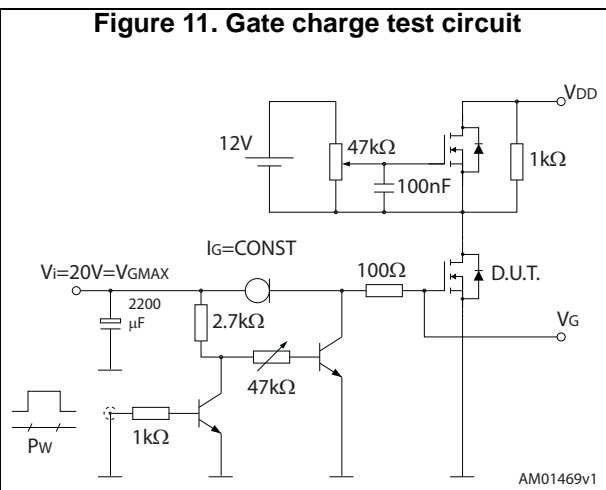 Figure 11. Gate charge test circuit
VDD
12V
47kΩ
1kΩ
100nF
IG=CONST
Vi=20V=VGMAX
100Ω
D.U.T.
2200
μF
2.7kΩ
VG
47kΩ
1kΩ
PW
AM01469v1